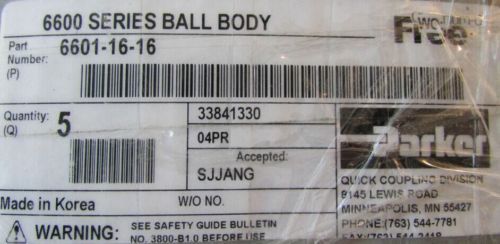 6600 SERIES BALL BODY
Free
Part Number: (P)
6601-16-16
Quantity: (Q)
5
33841330
04PR
Accepted:
SJJANG
Parker
QUICK COUPLING DIVISION
8145 LEWIS ROAD
MINNEAPOLIS, MN 55427
PHONE:(763) 544-7781
Made in Korea
W/O NO.
WARNING:
SEE SAFETY GUIDE BULLETIN
NO. 3800-B1.0 BEFORE USE